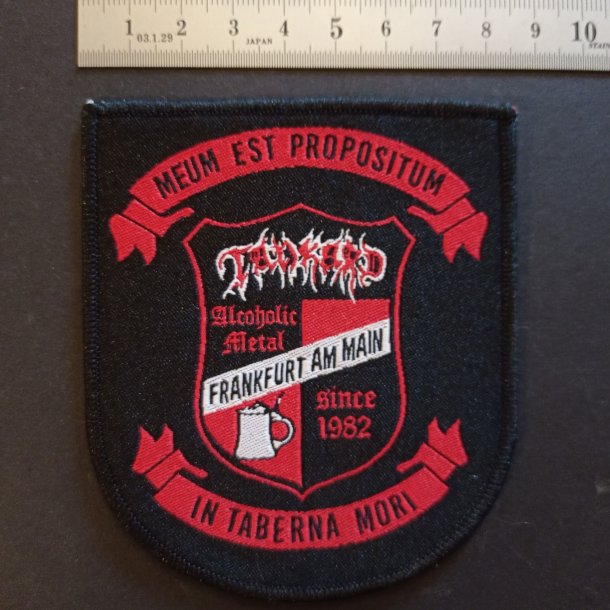 1 2 3 4 5 6 7 8 9 10
03.1.29 JAPAN STAIN
MEUM EST PROPOSITUM
TANKARD
Alcoholic
Metal
FRANKFURT AM MAIN
since
1982
IN TABERNA MORI